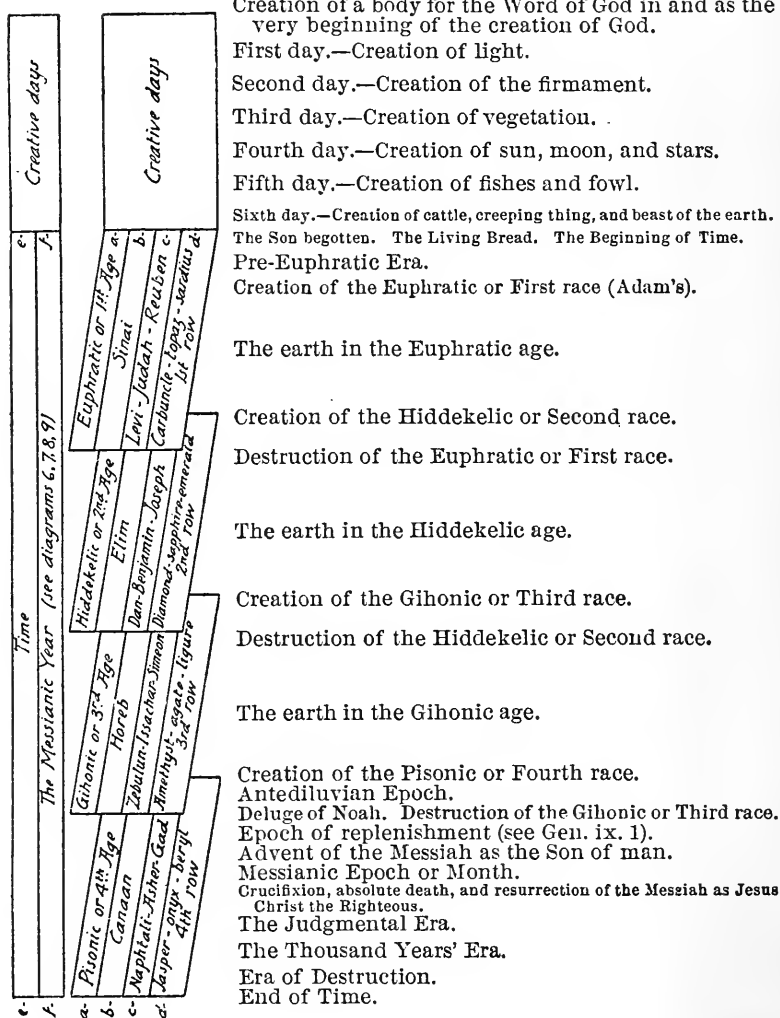 Creation of a body for the Word of God in and as the
very beginning of the creation of God.
First day.—Creation of light.
Second day.—Creation of the firmament.
Third day.—Creation of vegetation.
Fourth day.—Creation of sun, moon, and stars.
Fifth day.—Creation of fishes and fowl.
Sixth day.—Creation of cattle, creeping thing, and beast of the earth.
The Son begotten. The Living Bread. The Beginning of Time.
Pre-Euphratic Era.
Creation of the Euphratic or First race (Adam's).
The earth in the Euphratic age.
Creation of the Hiddekelic or Second race.
Destruction of the Euphratic or First race.
The earth in the Hiddekelic age.
Creation of the Gihonic or Third race.
Destruction of the Hiddekelic or Second race.
The earth in the Gihonic age.
Creation of the Pisonic or Fourth race.
Antediluvian Epoch.
Deluge of Noah. Destruction of the Gihonic or Third race.
Epoch of replenishment (see Gen. ix. 1).
Advent of the Messiah as the Son of man.
Messianic Epoch or Month.
Crucifixion, absolute death, and resurrection of the Messiah as Jesus
Christ the Righteous.
The Judgmental Era.
The Thousand Years' Era.
Era of Destruction.
End of Time.
Creative days
Creative days
e-
Time
e-
f-
The Messianic Year (see diagrams 6,7,8,9)
f-
Euphratic or 1st Age a-
Sinai b-
Levi-Judah-Reuben c-
Carbuncle-topaz-sardius d-
1st row
Hiddekelic or 2nd Age
Elim
Dan-Benjamin-Joseph
Diamond-sapphire-emerald
2nd row
Gihonic or 3rd Age
Horeb
Zebulun-Issachar-Simeon
Amethyst-agate-ligure
3rd row
a- Pisonic or 4th Age
b- Canaan
c- Naphtali-Asher-Gad
d- Jasper-onyx-beryl
4th row